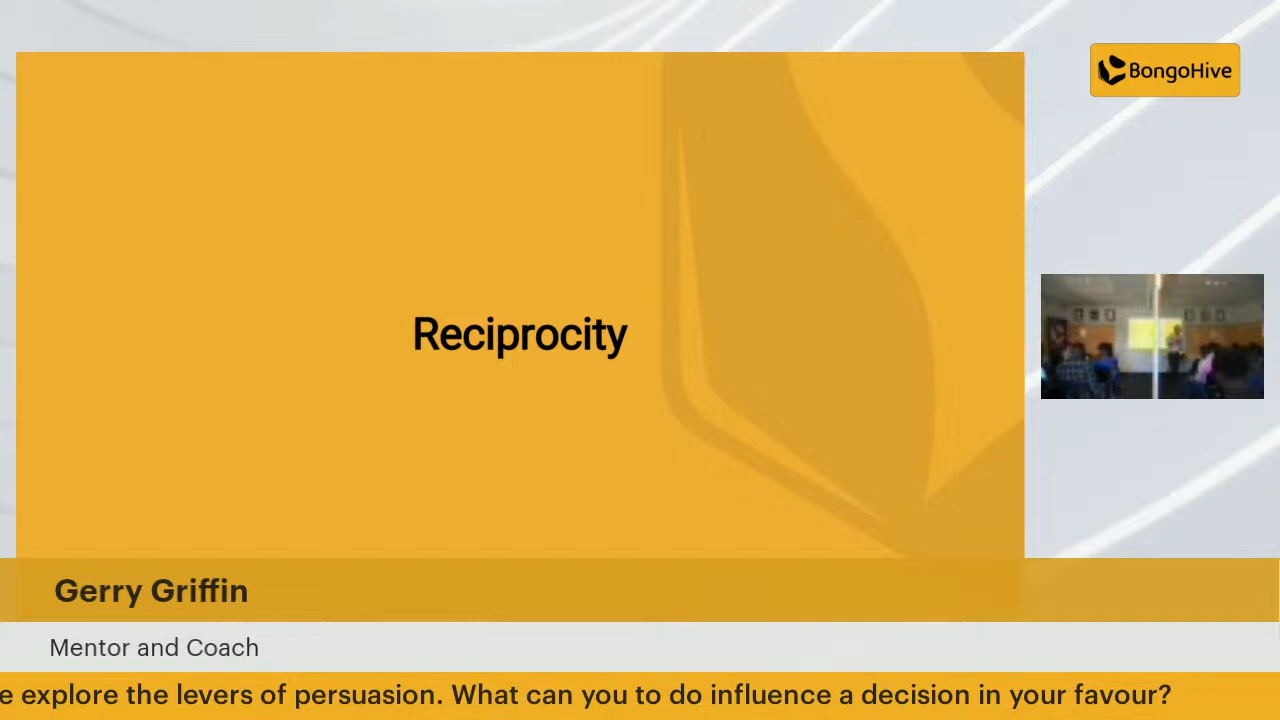 BongoHive
Reciprocity
Gerry Griffin
Mentor and Coach
e explore the levers of persuasion. What can you to do influence a decision in your favour?